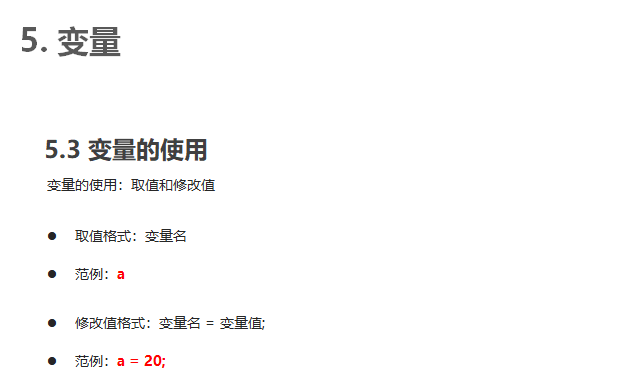 5. 变量
5.3 变量的使用
变量的使用：取值和修改值
● 取值格式：变量名
● 范例：a
● 修改值格式：变量名 = 变量值;
● 范例：a = 20;